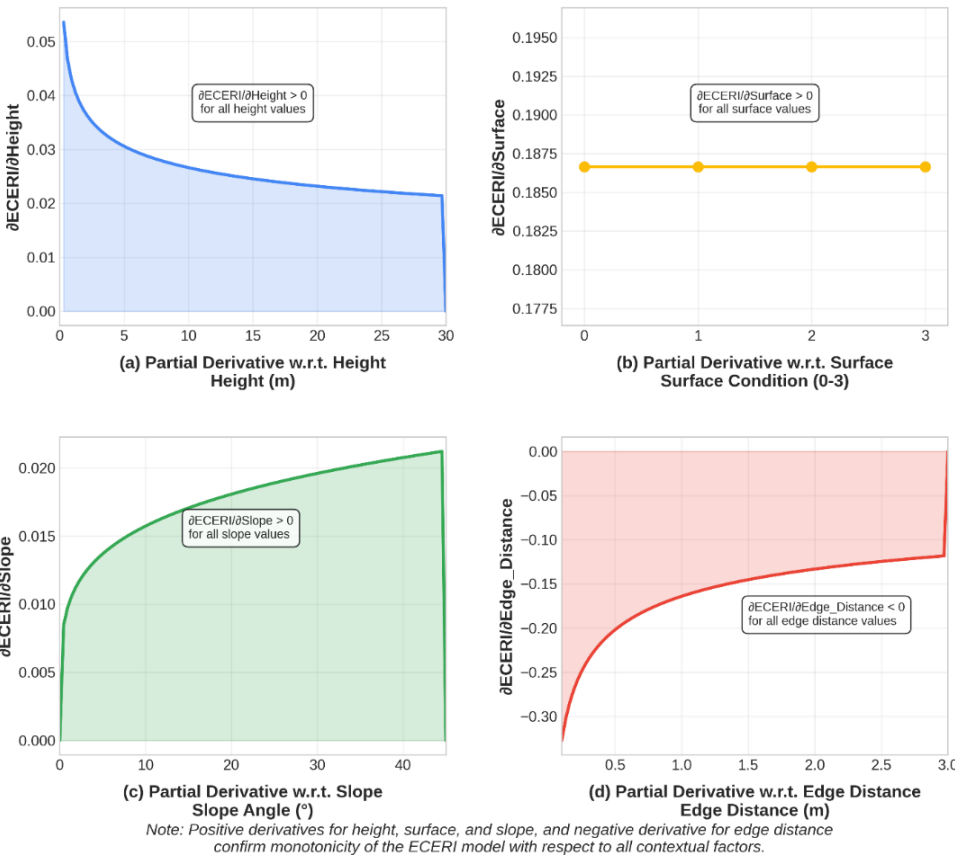 0.05
0.04
0.03
0.02
0.01
0.00
∂ECERI/∂Height
∂ECERI/∂Height > 0
for all height values
0 5 10 15 20 25 30
(a) Partial Derivative w.r.t. Height
Height (m)
0.1950
0.1925
0.1900
0.1875
0.1850
0.1825
0.1800
0.1775
∂ECERI/∂Surface
∂ECERI/∂Surface > 0
for all surface values
0 1 2 3
(b) Partial Derivative w.r.t. Surface
Surface Condition (0-3)
0.020
0.015
0.010
0.005
0.000
∂ECERI/∂Slope
∂ECERI/∂Slope > 0
for all slope values
0 10 20 30 40
(c) Partial Derivative w.r.t. Slope
Slope Angle (°)
0.00
−0.05
−0.10
−0.15
−0.20
−0.25
−0.30
∂ECERI/∂Edge_Distance
∂ECERI/∂Edge_Distance < 0
for all edge distance values
0.5 1.0 1.5 2.0 2.5 3.0
(d) Partial Derivative w.r.t. Edge Distance
Edge Distance (m)
Note: Positive derivatives for height, surface, and slope, and negative derivative for edge distance
confirm monotonicity of the ECERI model with respect to all contextual factors.